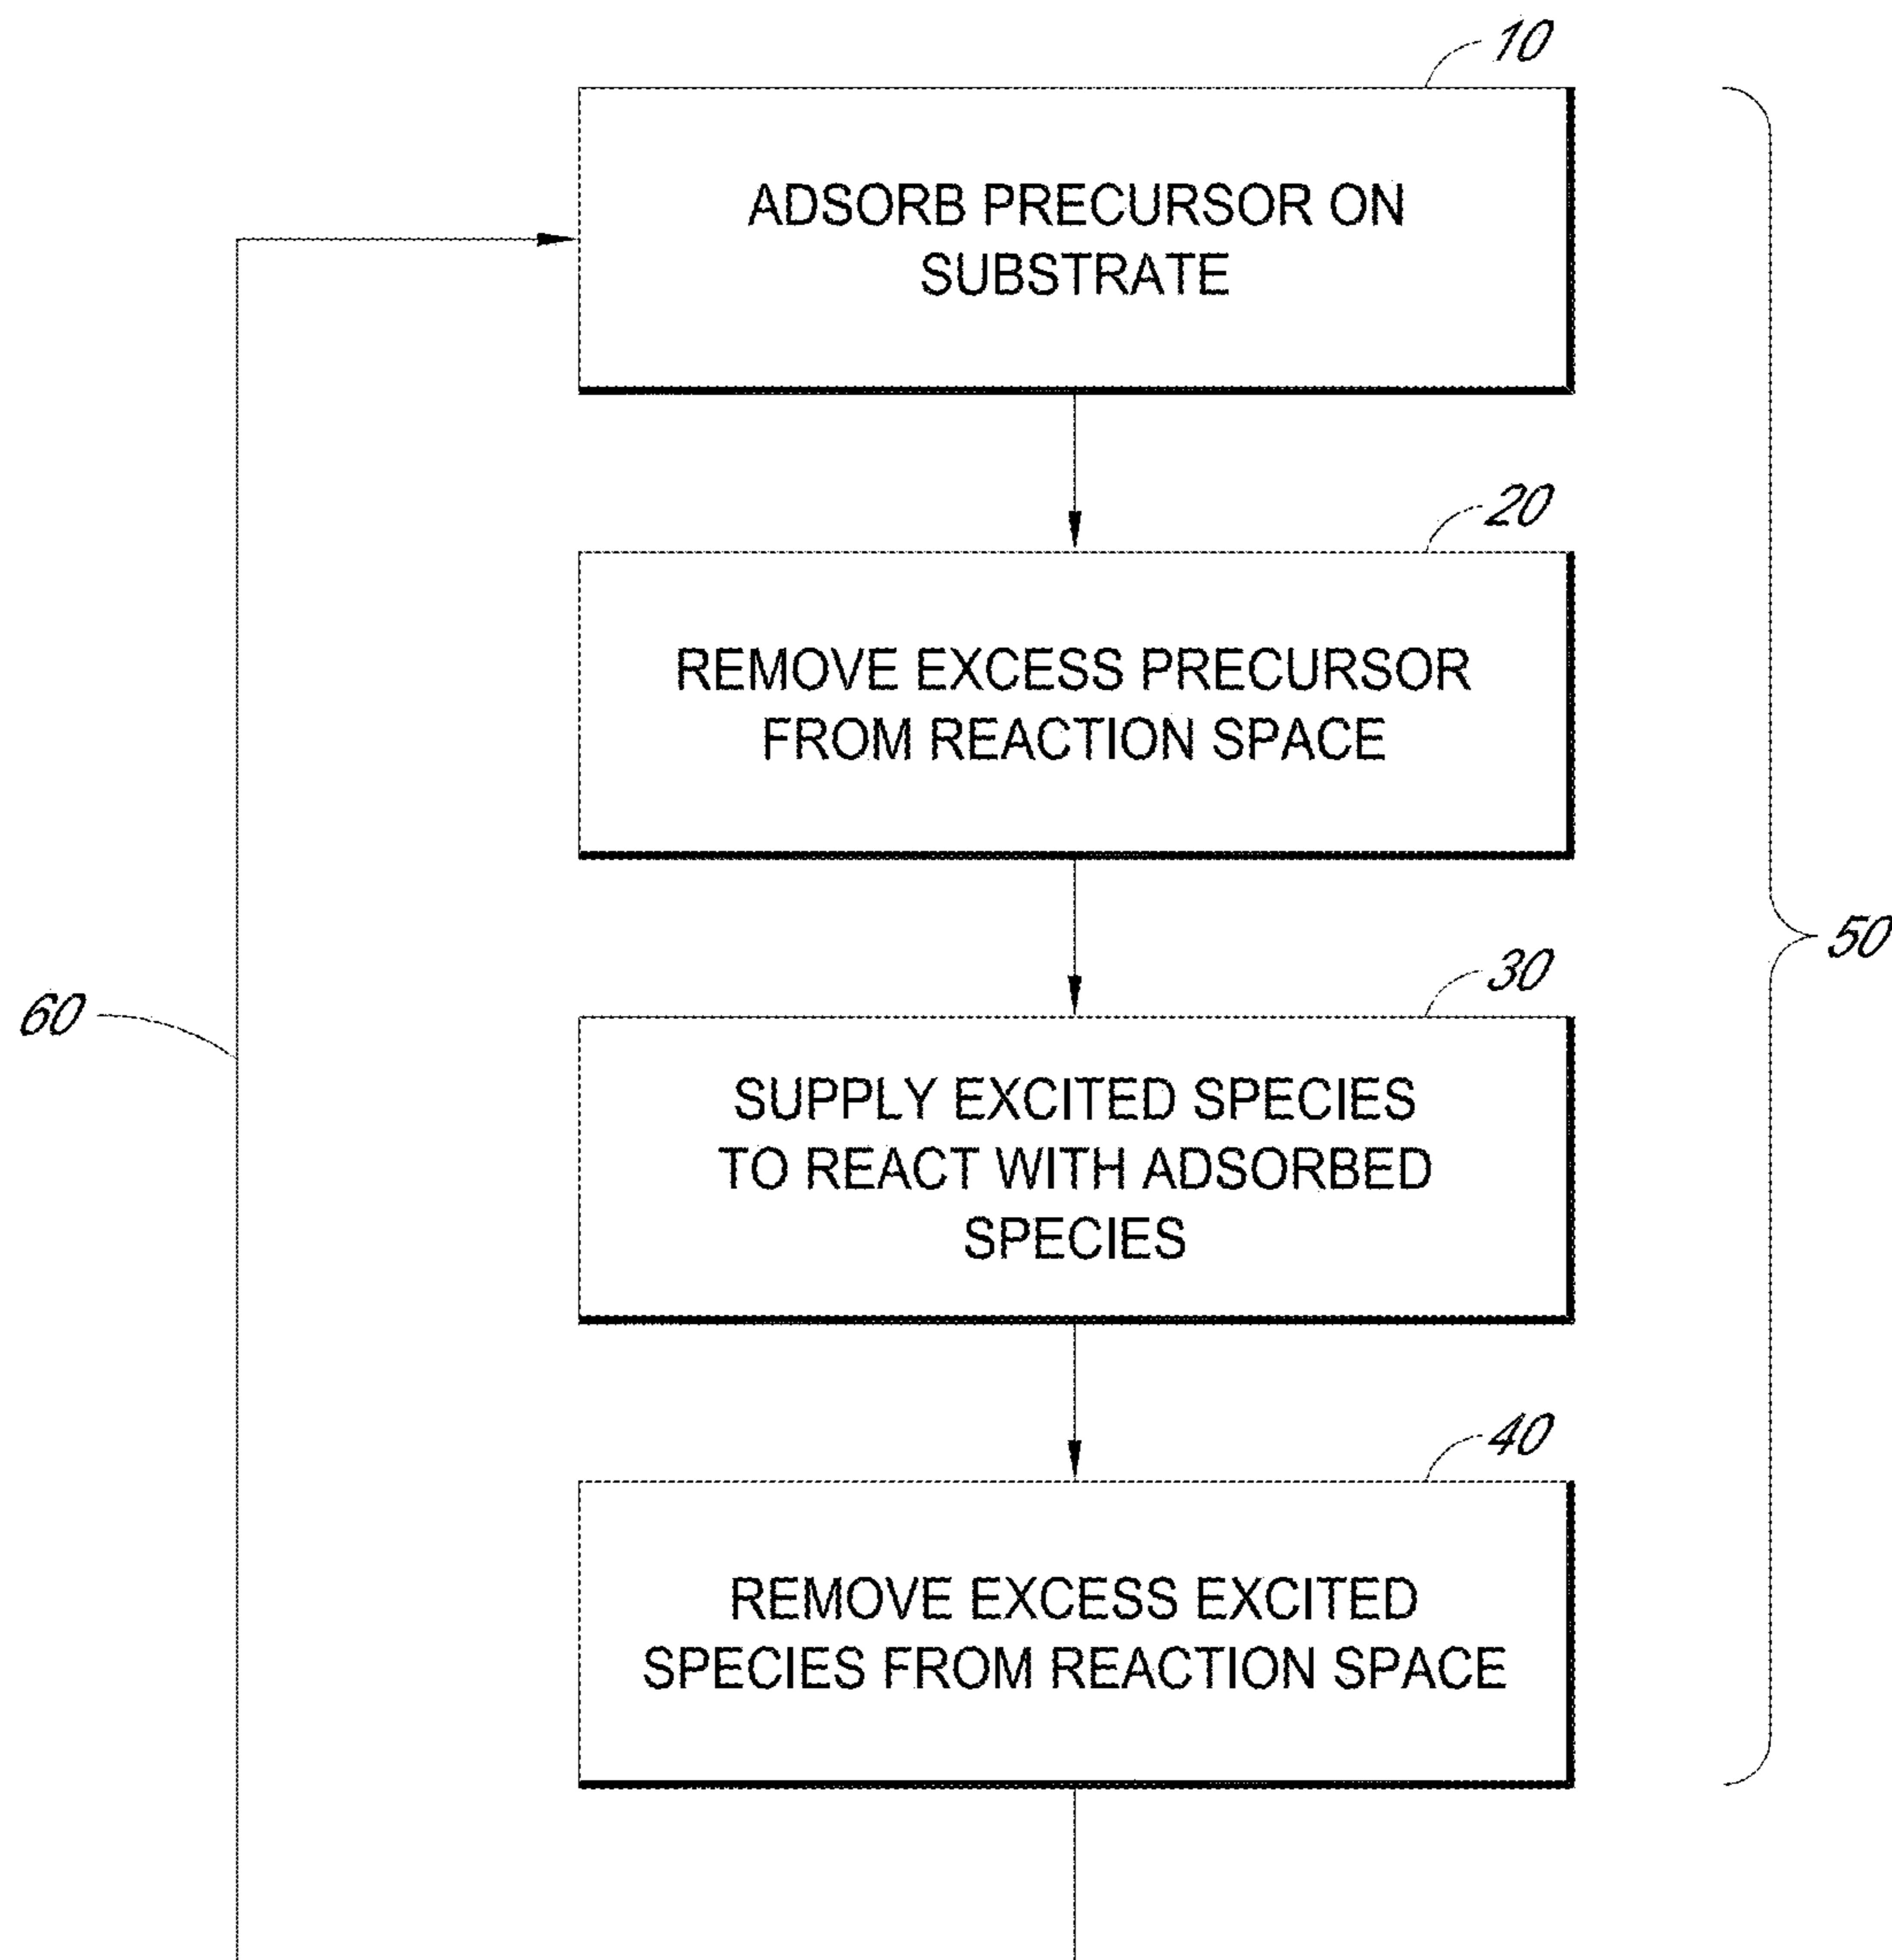 10
ADSORB PRECURSOR ON
SUBSTRATE
20
REMOVE EXCESS PRECURSOR
FROM REACTION SPACE
50
30
60
SUPPLY EXCITED SPECIES
TO REACT WITH ADSORBED
SPECIES
40
REMOVE EXCESS EXCITED
SPECIES FROM REACTION SPACE